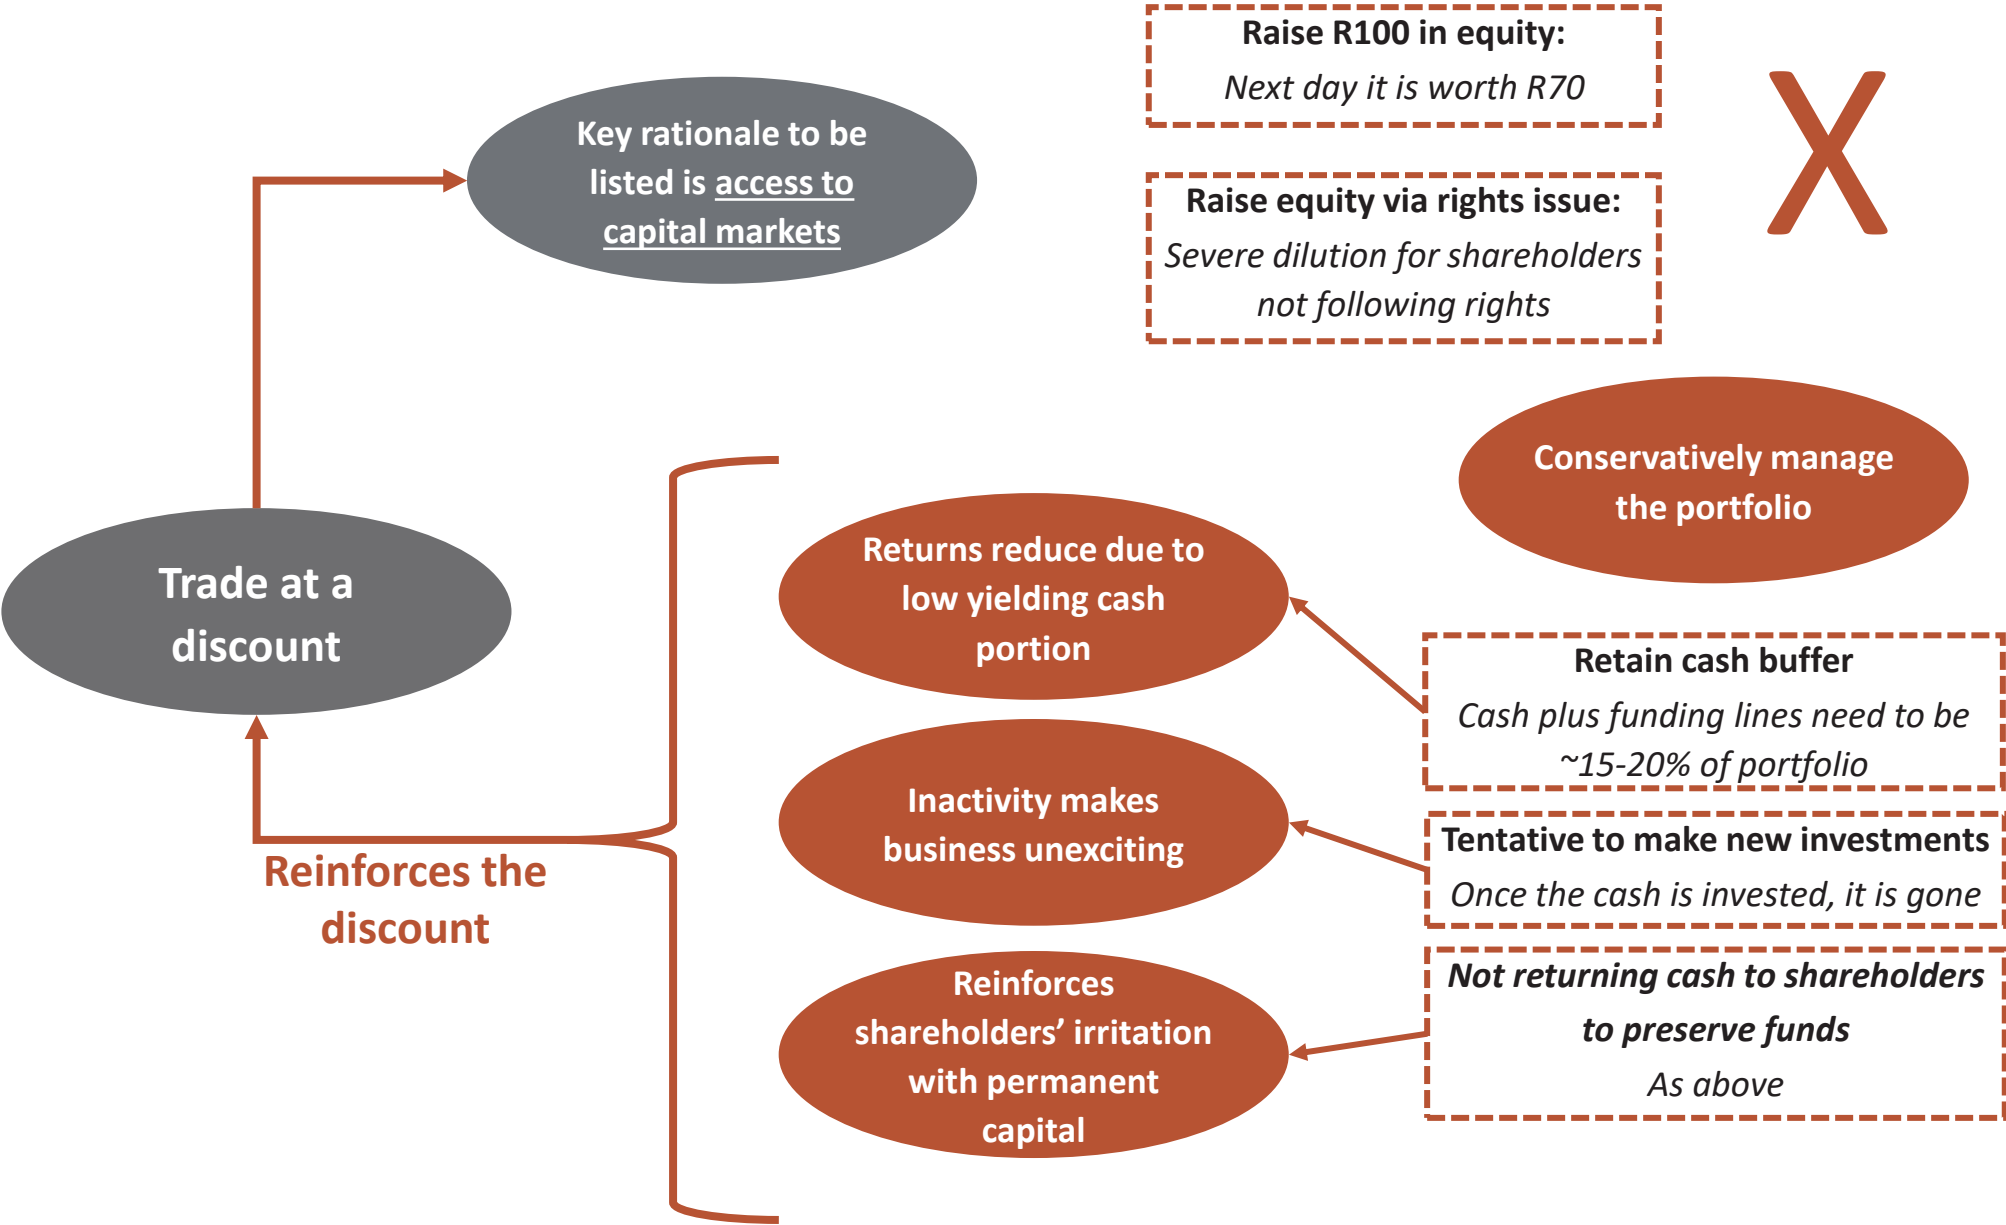 Raise R100 in equity:
Next day it is worth R70
X
Key rationale to be
listed is access to
capital markets
Raise equity via rights issue:
Severe dilution for shareholders
not following rights
Conservatively manage
the portfolio
Trade at a
discount
Returns reduce due to
low yielding cash
portion
Retain cash buffer
Cash plus funding lines need to be
~15-20% of portfolio
Inactivity makes
business unexciting
Tentative to make new investments
Once the cash is invested, it is gone
Reinforces the
discount
Reinforces
shareholders’ irritation
with permanent
capital
Not returning cash to shareholders
to preserve funds
As above